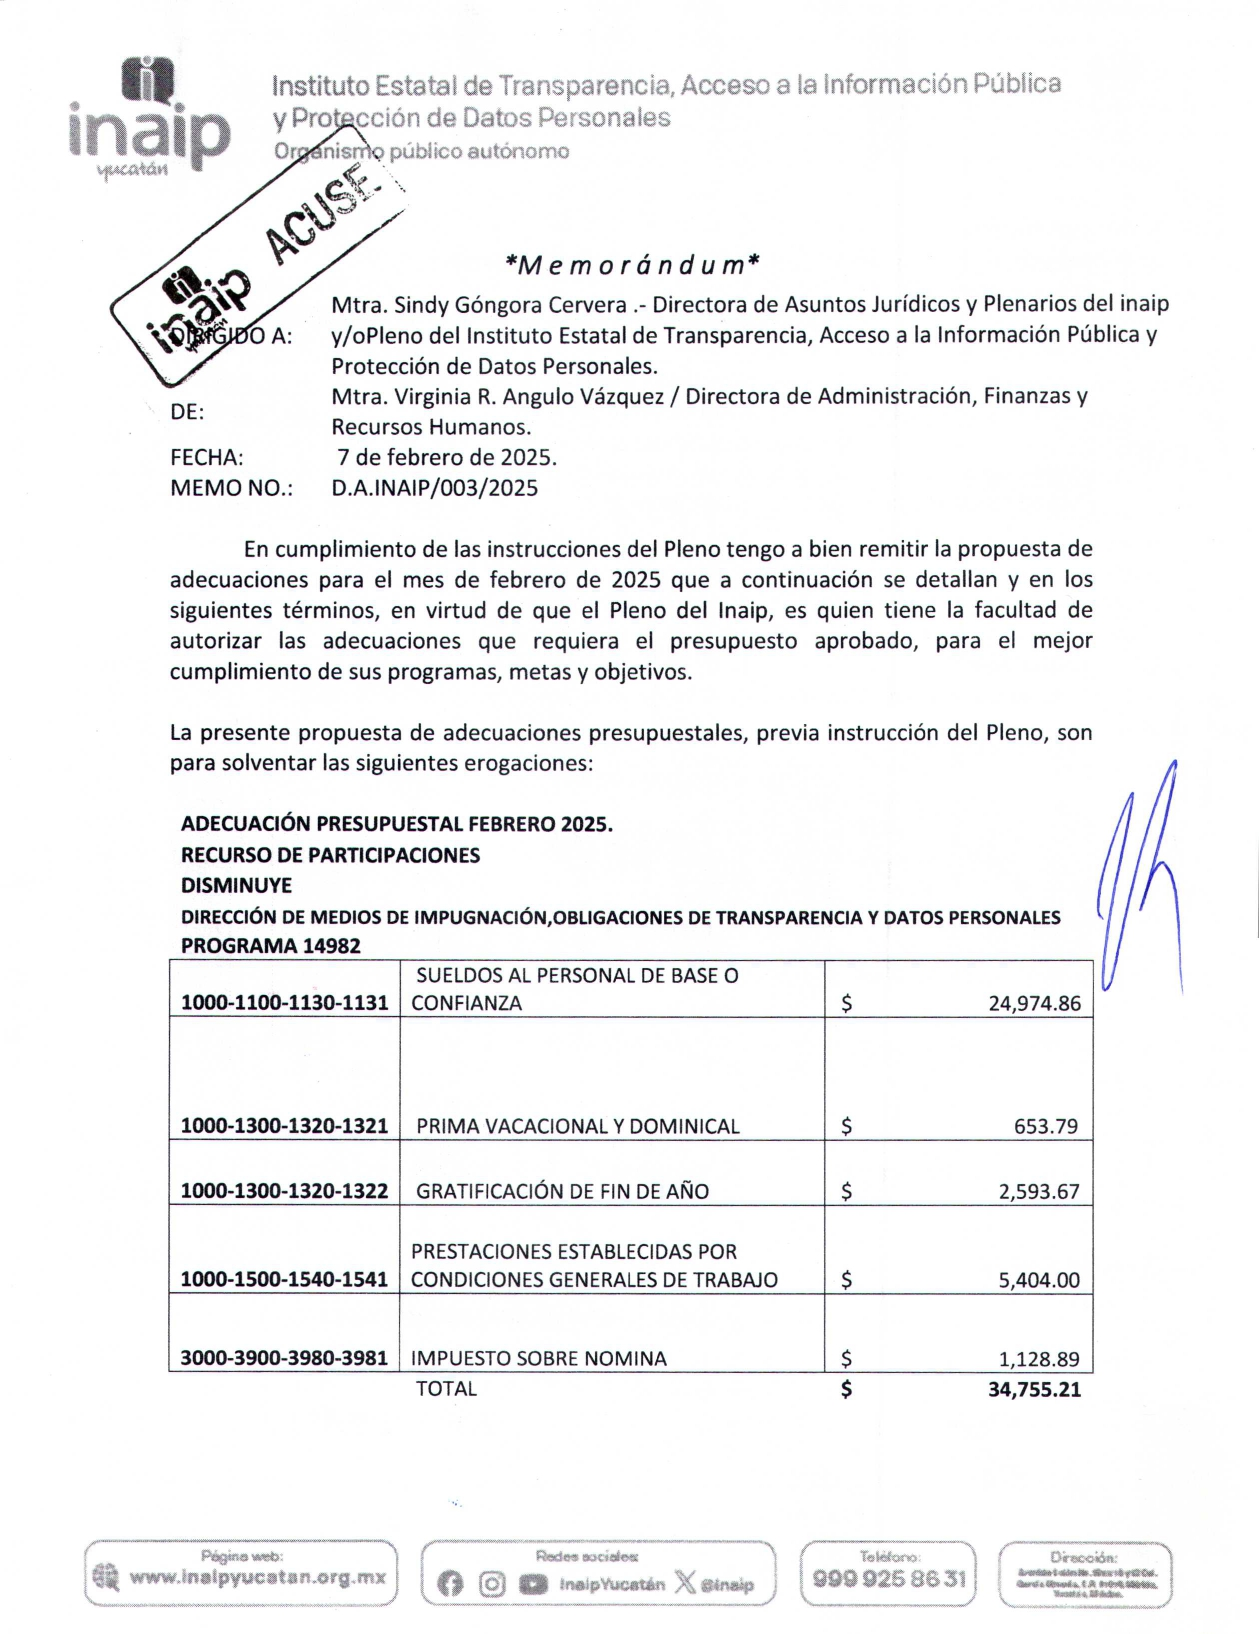 inaip
yucatán
Instituto Estatal de Transparencia, Acceso a la Información Pública
y Protección de Datos Personales
Organismo público autónomo
inaip ACUSE
*Memorándum*
DIRIGIDO A:
Mtra. Sindy Góngora Cervera .- Directora de Asuntos Jurídicos y Plenarios del inaip
y/oPleno del Instituto Estatal de Transparencia, Acceso a la Información Pública y
Protección de Datos Personales.
DE:
Mtra. Virginia R. Angulo Vázquez / Directora de Administración, Finanzas y
Recursos Humanos.
FECHA: 7 de febrero de 2025.
MEMO NO.: D.A.INAIP/003/2025
En cumplimiento de las instrucciones del Pleno tengo a bien remitir la propuesta de
adecuaciones para el mes de febrero de 2025 que a continuación se detallan y en los
siguientes términos, en virtud de que el Pleno del Inaip, es quien tiene la facultad de
autorizar las adecuaciones que requiera el presupuesto aprobado, para el mejor
cumplimiento de sus programas, metas y objetivos.
La presente propuesta de adecuaciones presupuestales, previa instrucción del Pleno, son
para solventar las siguientes erogaciones:
ADECUACIÓN PRESUPUESTAL FEBRERO 2025.
RECURSO DE PARTICIPACIONES
DISMINUYE
DIRECCIÓN DE MEDIOS DE IMPUGNACIÓN,OBLIGACIONES DE TRANSPARENCIA Y DATOS PERSONALES
PROGRAMA 14982
SUELDOS AL PERSONAL DE BASE O
1000-1100-1130-1131 CONFIANZA $ 24,974.86
1000-1300-1320-1321 PRIMA VACACIONAL Y DOMINICAL $ 653.79
1000-1300-1320-1322 GRATIFICACIÓN DE FIN DE AÑO $ 2,593.67
PRESTACIONES ESTABLECIDAS POR
1000-1500-1540-1541 CONDICIONES GENERALES DE TRABAJO $ 5,404.00
3000-3900-3980-3981 IMPUESTO SOBRE NOMINA $ 1,128.89
TOTAL $ 34,755.21
Página web:
www.inaipyucatan.org.mx
Redes sociales:
InaipYucatán @inaip
Teléfono:
999 925 86 31
Dirección: